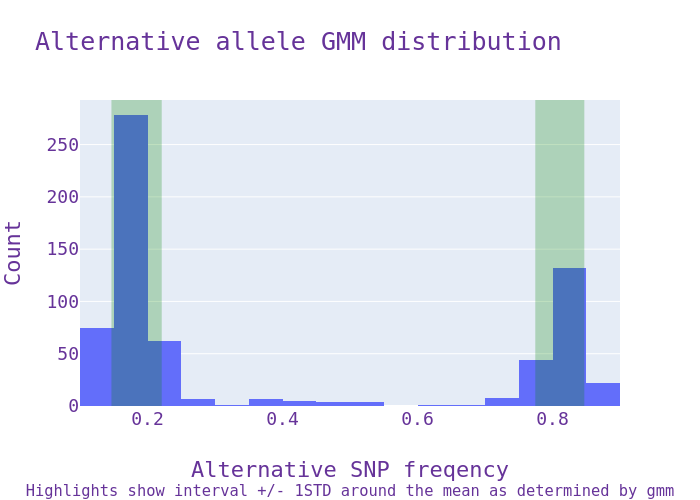 Alternative allele GMM distribution
250
200
150
100
50
0
Count
0.2
0.4
0.6
0.8
Alternative SNP freqency
Highlights show interval +/- 1STD around the mean as determined by gmm